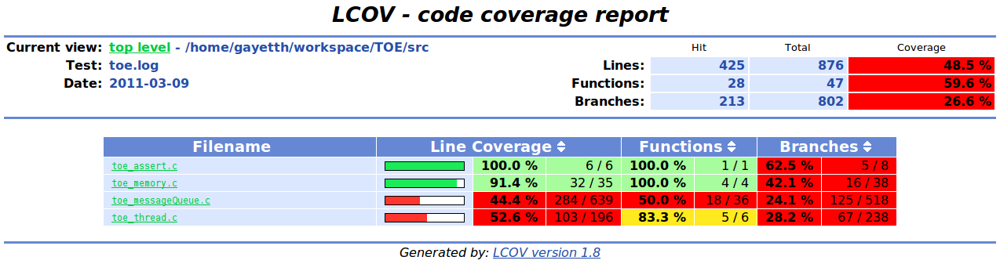 LCOV - code coverage report
Current view: top level - /home/gayetth/workspace/TOE/src
Hit Total Coverage
Test: toe.log
Lines: 425 876 48.5 %
Date: 2011-03-09
Functions: 28 47 59.6 %
Branches: 213 802 26.6 %
Filename Line Coverage Functions Branches
toe_assert.c 100.0 % 6 / 6 100.0 % 1 / 1 62.5 % 5 / 8
toe_memory.c 91.4 % 32 / 35 100.0 % 4 / 4 42.1 % 16 / 38
toe_messageQueue.c 44.4 % 284 / 639 50.0 % 18 / 36 24.1 % 125 / 518
toe_thread.c 52.6 % 103 / 196 83.3 % 5 / 6 28.2 % 67 / 238
Generated by: LCOV version 1.8